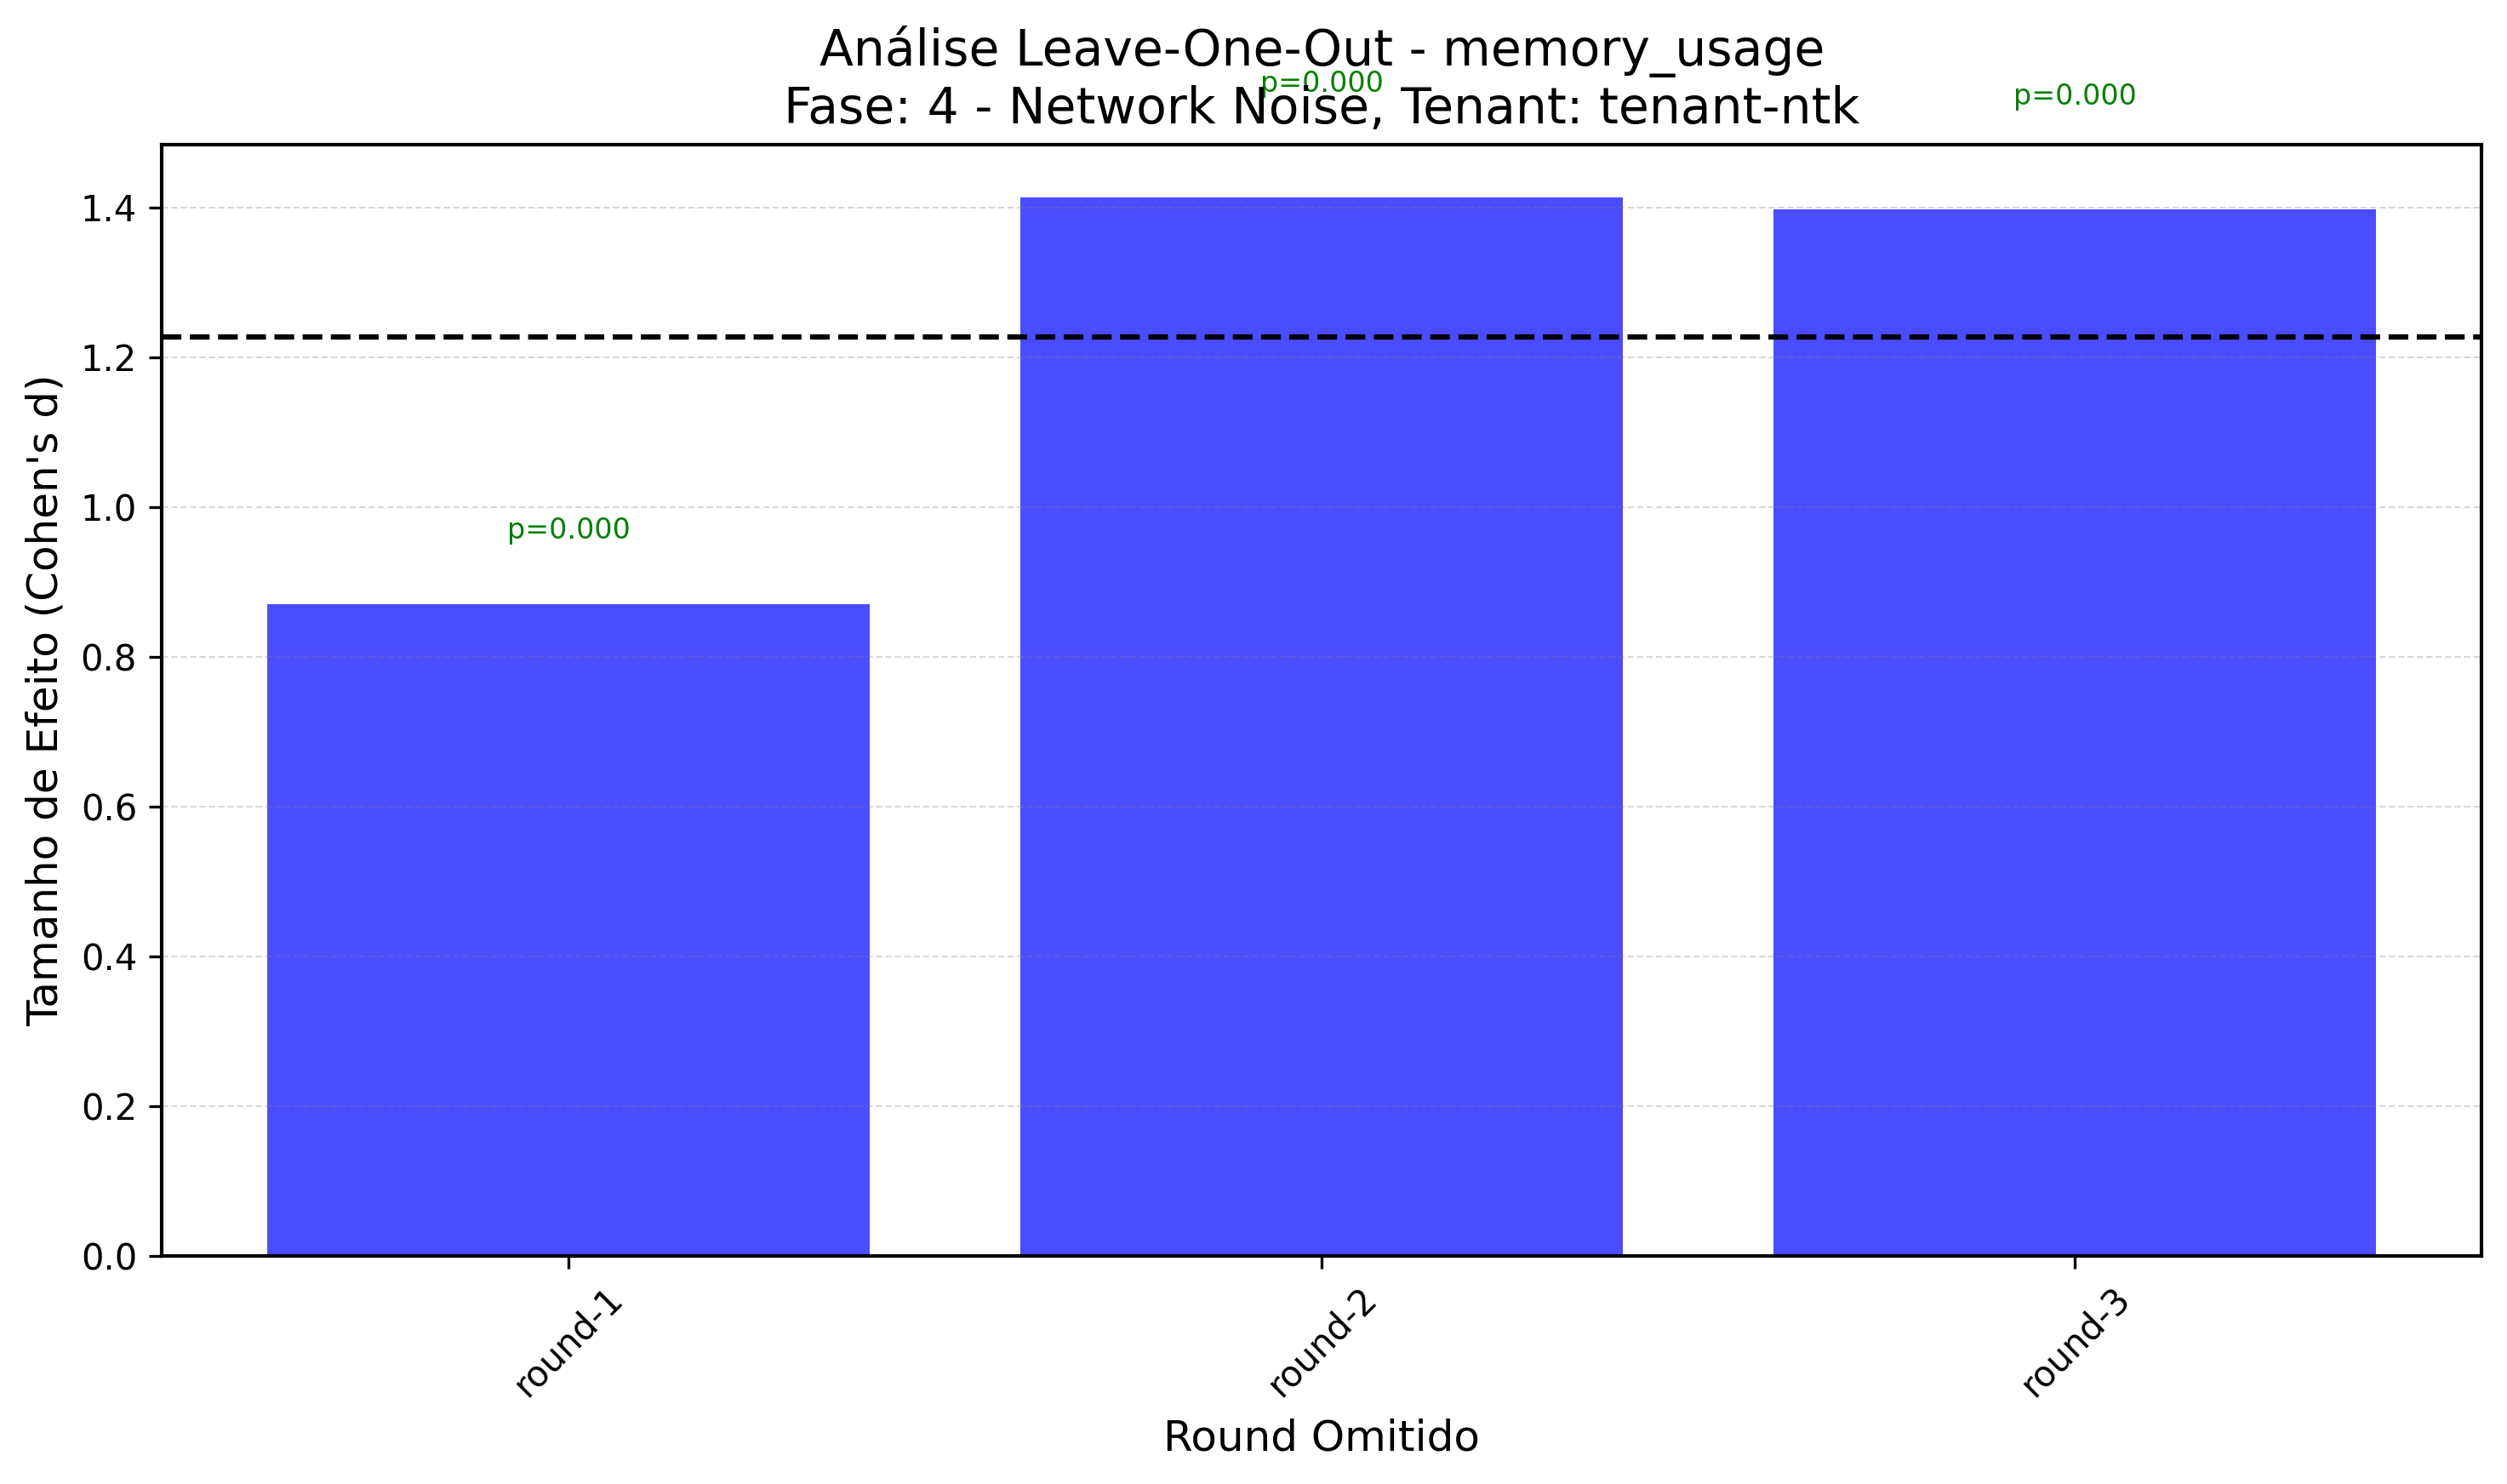 Análise Leave-One-Out - memory_usage
p=0.000
p=0.000
Fase: 4 - Network Noise, Tenant: tenant-ntk
1.4
1.2
1.0
p=0.000
0.8
0.6
0.4
0.2
0.0
Tamanho de Efeito (Cohen's d)
round-1
round-2
round-3
Round Omitido